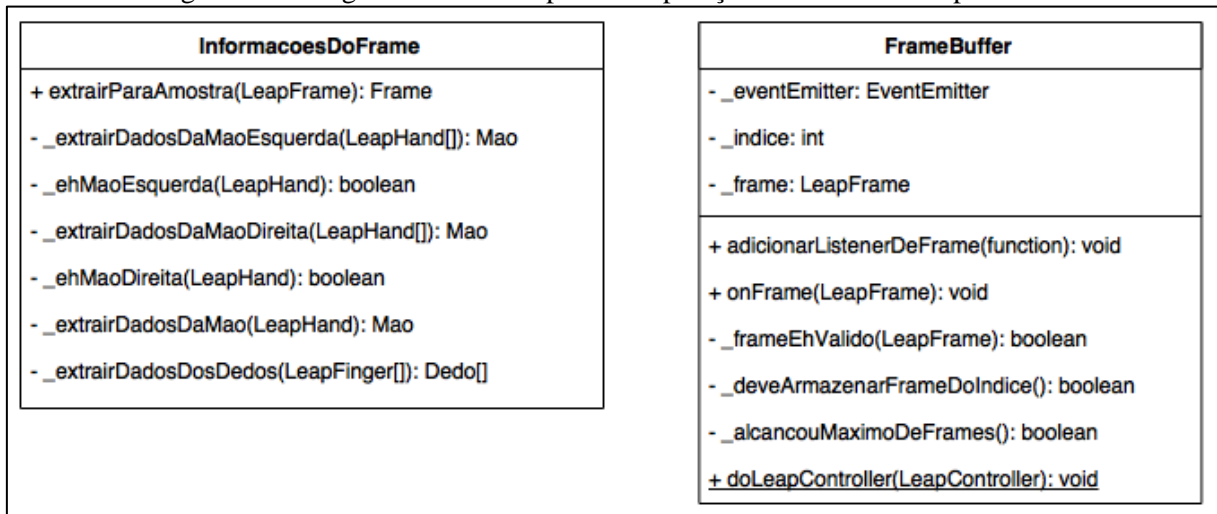 InformacoesDoFrame
+ extrairParaAmostra(LeapFrame): Frame
- _extrairDadosDaMaoEsquerda(LeapHand[]): Mao
- _ehMaoEsquerda(LeapHand): boolean
- _extrairDadosDaMaoDireita(LeapHand[]): Mao
- _ehMaoDireita(LeapHand): boolean
- _extrairDadosDaMao(LeapHand): Mao
- _extrairDadosDosDedos(LeapFinger[]): Dedo[]
FrameBuffer
- _eventEmitter: EventEmitter
- _indice: int
- _frame: LeapFrame
+ adicionarListenerDeFrame(function): void
+ onFrame(LeapFrame): void
- _frameEhValido(LeapFrame): boolean
- _deveArmazenarFrameDoIndice(): boolean
- _alcancouMaximoDeFrames(): boolean
+ doLeapController(LeapController): void